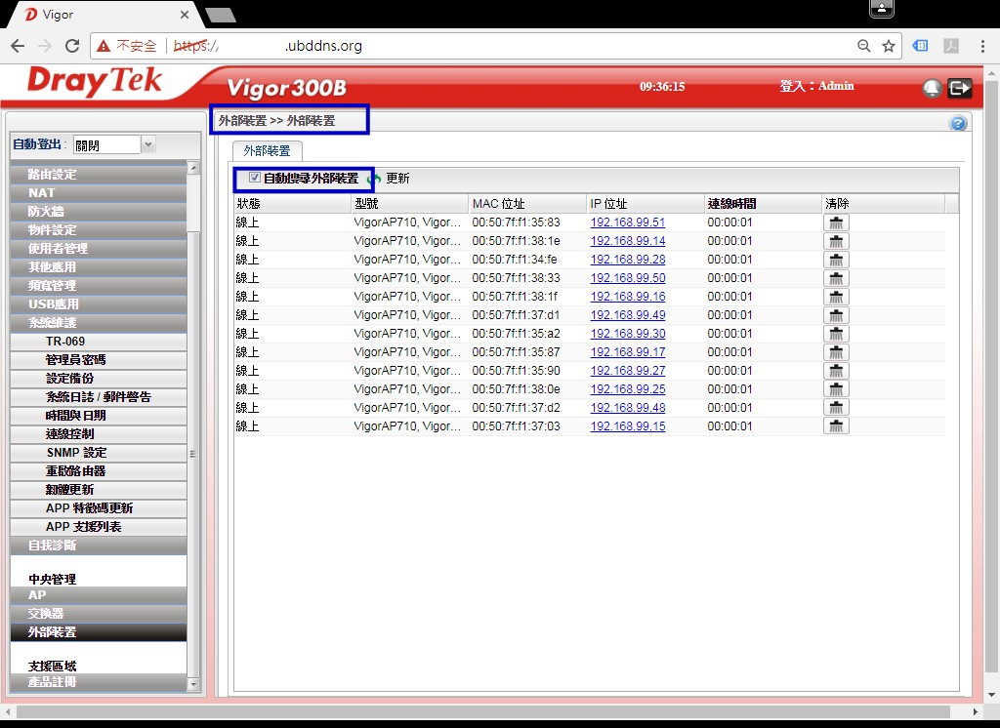 Vigor
不安全 https:// .ubddns.org
DrayTek Vigor300B 09:36:15 登入：Admin
外部裝置 >> 外部裝置
自動登出: 關閉
路由設定
NAT
防火牆
物件設定
使用者管理
其他應用
頻寬管理
USB應用
系統維護
TR-069
管理員密碼
設定備份
系統日誌 / 郵件警告
時間與日期
連線控制
SNMP 設定
重啟路由器
韌體更新
APP 特徵碼更新
APP 支援列表
自我診斷
中央管理
AP
交換器
外部裝置
支援區域
產品註冊
外部裝置
自動搜尋外部裝置 更新
狀態 型號 MAC 位址 IP 位址 連線時間 清除
線上 VigorAP710, Vigor... 00:50:7f:f1:35:83 192.168.99.51 00:00:01
線上 VigorAP710, Vigor... 00:50:7f:f1:38:1e 192.168.99.14 00:00:01
線上 VigorAP710, Vigor... 00:50:7f:f1:34:fe 192.168.99.28 00:00:01
線上 VigorAP710, Vigor... 00:50:7f:f1:38:33 192.168.99.50 00:00:01
線上 VigorAP710, Vigor... 00:50:7f:f1:38:1f 192.168.99.16 00:00:01
線上 VigorAP710, Vigor... 00:50:7f:f1:37:d1 192.168.99.49 00:00:01
線上 VigorAP710, Vigor... 00:50:7f:f1:35:a2 192.168.99.30 00:00:01
線上 VigorAP710, Vigor... 00:50:7f:f1:35:87 192.168.99.17 00:00:01
線上 VigorAP710, Vigor... 00:50:7f:f1:35:90 192.168.99.27 00:00:01
線上 VigorAP710, Vigor... 00:50:7f:f1:38:0e 192.168.99.25 00:00:01
線上 VigorAP710, Vigor... 00:50:7f:f1:37:d2 192.168.99.48 00:00:01
線上 VigorAP710, Vigor... 00:50:7f:f1:37:03 192.168.99.15 00:00:01